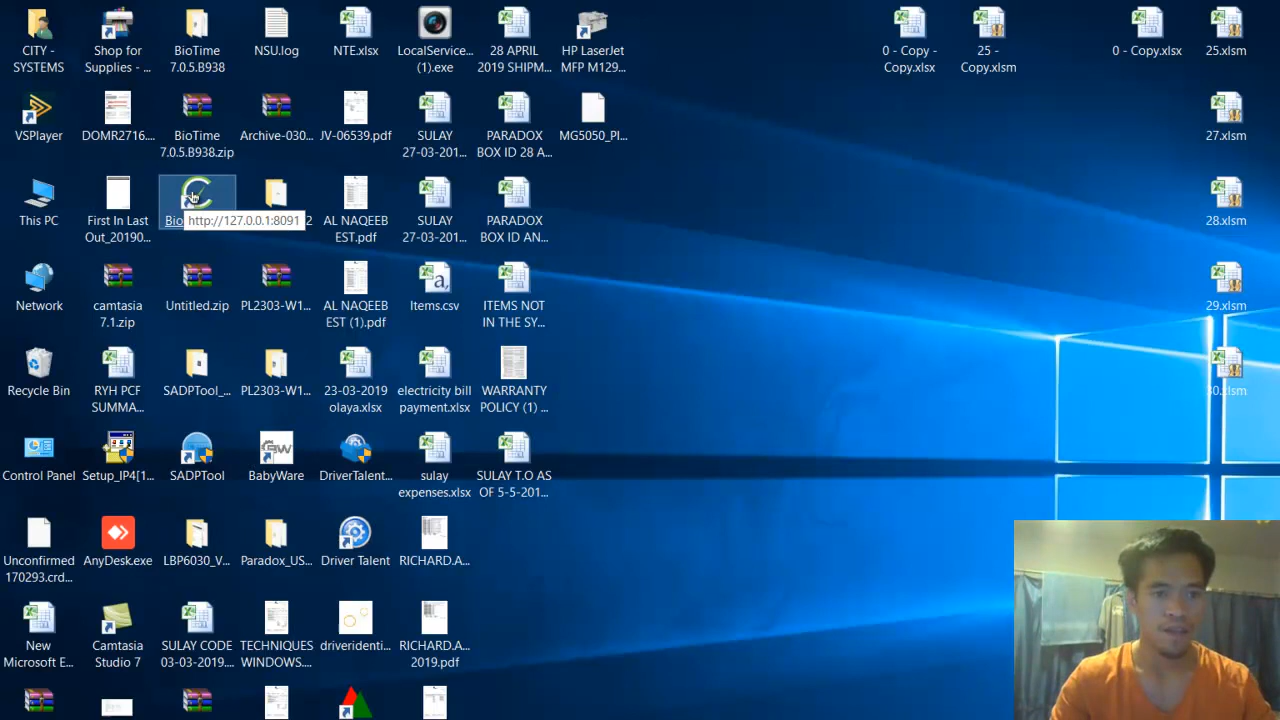 CITY -
SYSTEMS
Shop for
Supplies - ...
BioTime
7.0.5.B938
NSU.log
NTE.xlsx
LocalService...
(1).exe
28 APRIL
2019 SHIPM...
HP LaserJet
MFP M129...
0 - Copy -
Copy.xlsx
25 -
Copy.xlsm
0 - Copy.xlsx
25.xlsm
VSPlayer
DOMR2716....
BioTime
7.0.5.B938.zip
Archive-030...
JV-06539.pdf
SULAY
27-03-201...
PARADOX
BOX ID 28 A...
MG5050_PI...
27.xlsm
This PC
First In Last
Out_20190...
Bio
http://127.0.0.1:8091
2
AL NAQEEB
EST.pdf
SULAY
27-03-201...
PARADOX
BOX ID AN...
28.xlsm
Network
camtasia
7.1.zip
Untitled.zip
PL2303-W1...
AL NAQEEB
EST (1).pdf
a,
Items.csv
ITEMS NOT
IN THE SY...
29.xlsm
Recycle Bin
RYH PCF
SUMMA...
SADPTool_...
PL2303-W1...
23-03-2019
olaya.xlsx
electricity bill
payment.xlsx
WARRANTY
POLICY (1) ...
30.xlsm
Control Panel
Setup_IP4[1...
SADPTool
BabyWare
DriverTalent...
sulay
expenses.xlsx
SULAY T.O AS
OF 5-5-201...
Unconfirmed
170293.crd...
AnyDesk.exe
LBP6030_V...
Paradox_US...
Driver Talent
RICHARD.A...
New
Microsoft E...
Camtasia
Studio 7
SULAY CODE
03-03-2019....
TECHNIQUES
WINDOWS....
driveridenti...
RICHARD.A...
2019.pdf